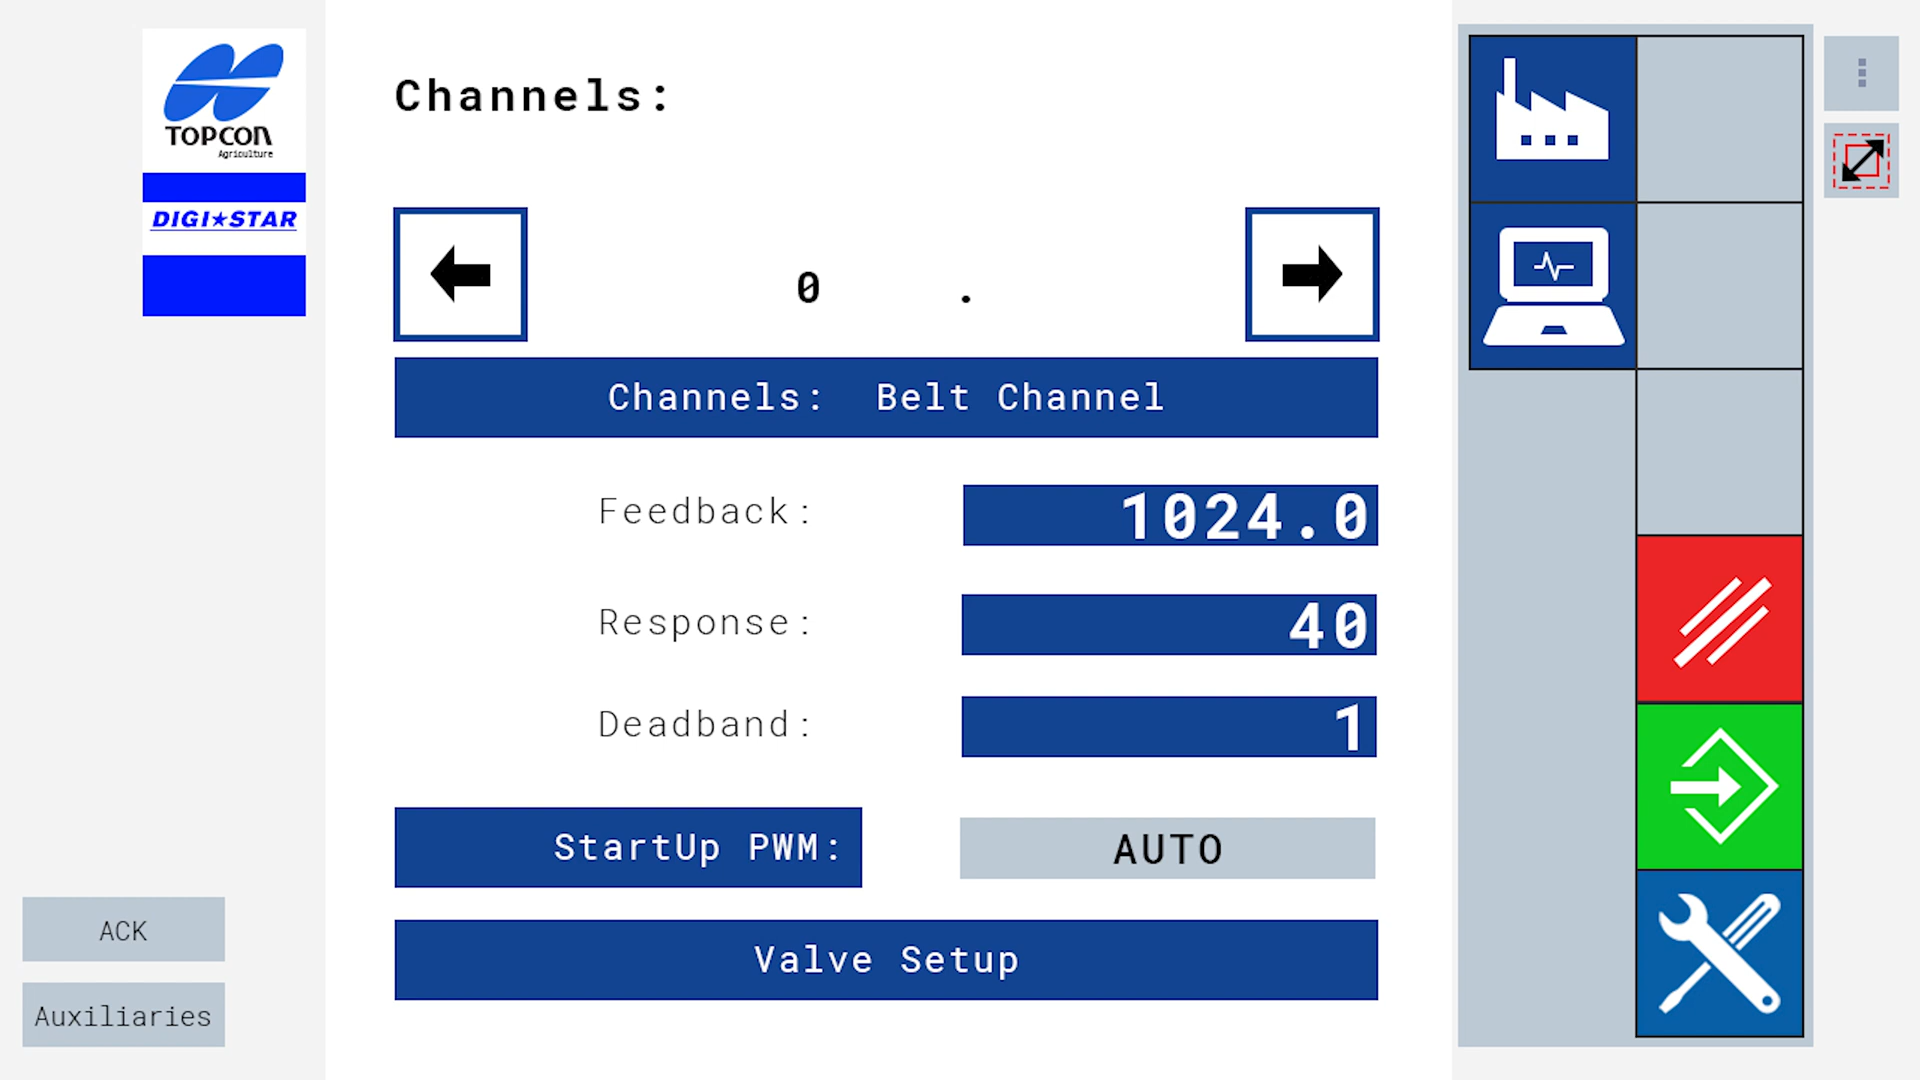 TOPCON
Agriculture
DIGI★STAR
Channels:
0 .
Channels: Belt Channel
Feedback: 1024.0
Response: 40
Deadband: 1
StartUp PWM: AUTO
Valve Setup
ACK
Auxiliaries